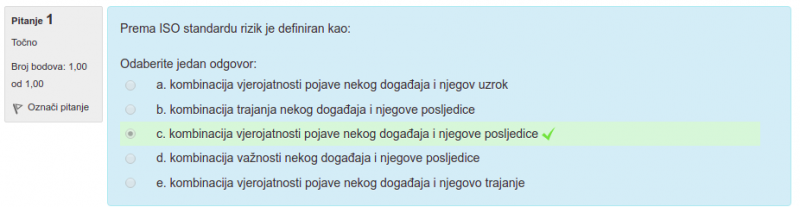 Pitanje 1
Točno
Broj bodova: 1,00
od 1,00
Označi pitanje
Prema ISO standardu rizik je definiran kao:
Odaberite jedan odgovor:
a. kombinacija vjerojatnosti pojave nekog događaja i njegov uzrok
b. kombinacija trajanja nekog događaja i njegove posljedice
c. kombinacija vjerojatnosti pojave nekog događaja i njegove posljedice
d. kombinacija važnosti nekog događaja i njegove posljedice
e. kombinacija vjerojatnosti pojave nekog događaja i njegovo trajanje